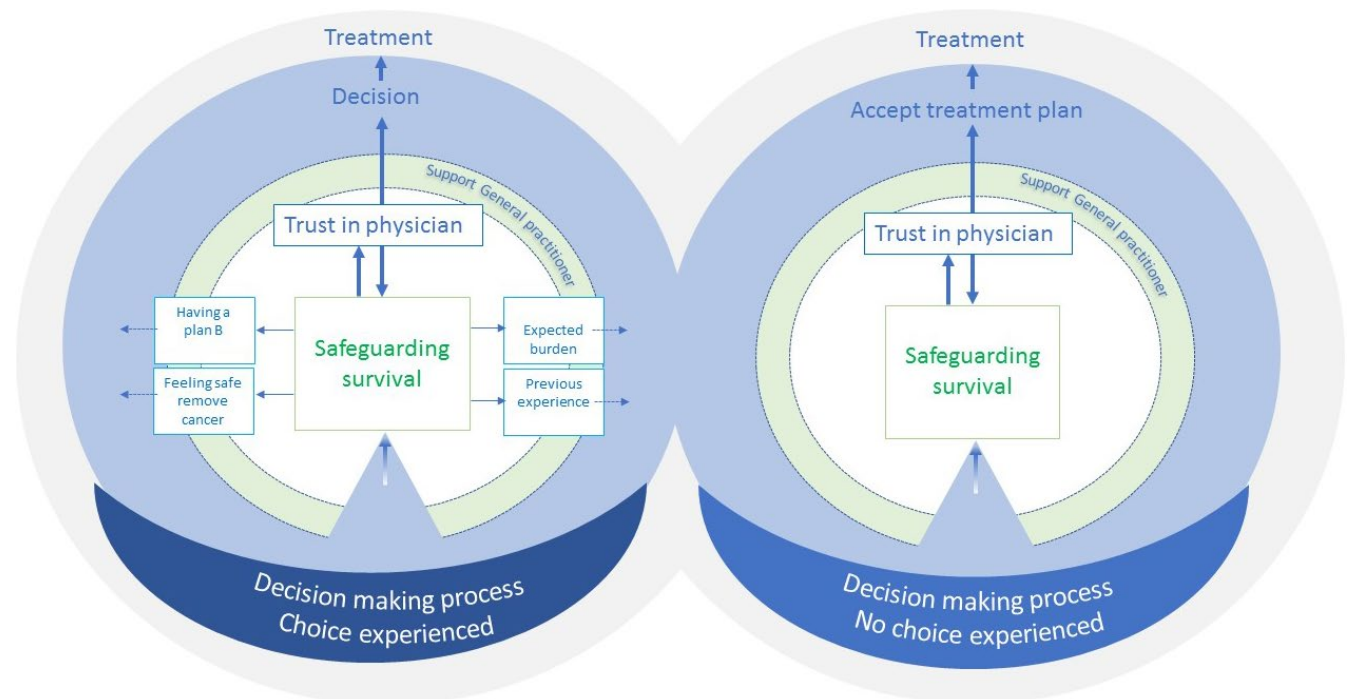 Treatment
Decision
Support General practitioner
Trust in physician
Having a
plan B
Expected
burden
Safeguarding
survival
Feeling safe
remove
cancer
Previous
experience
Decision making process
Choice experienced
Treatment
Accept treatment plan
Support General practitioner
Trust in physician
Safeguarding
survival
Decision making process
No choice experienced